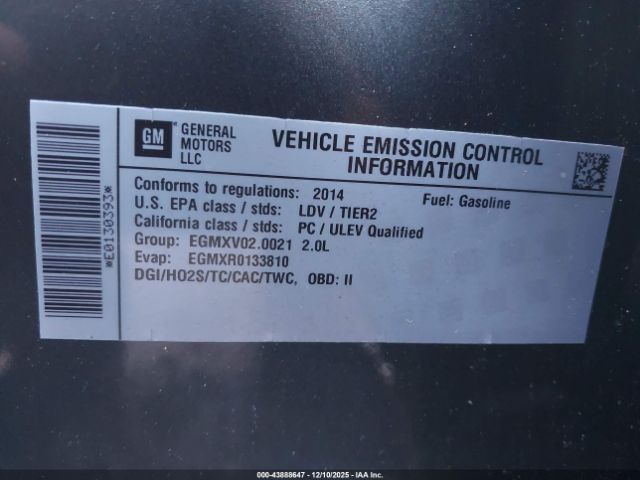 GM
GENERAL
MOTORS
LLC
VEHICLE EMISSION CONTROL
INFORMATION
Conforms to regulations: 2014 Fuel: Gasoline
U.S. EPA class / stds: LDV / TIER2
California class / stds: PC / ULEV Qualified
Group: EGMXV02.0021 2.0L
Evap: EGMXR0133810
DGI/HO2S/TC/CAC/TWC, OBD: II
*E0130393*
000-43888647 - 12/10/2025 - IAA Inc.